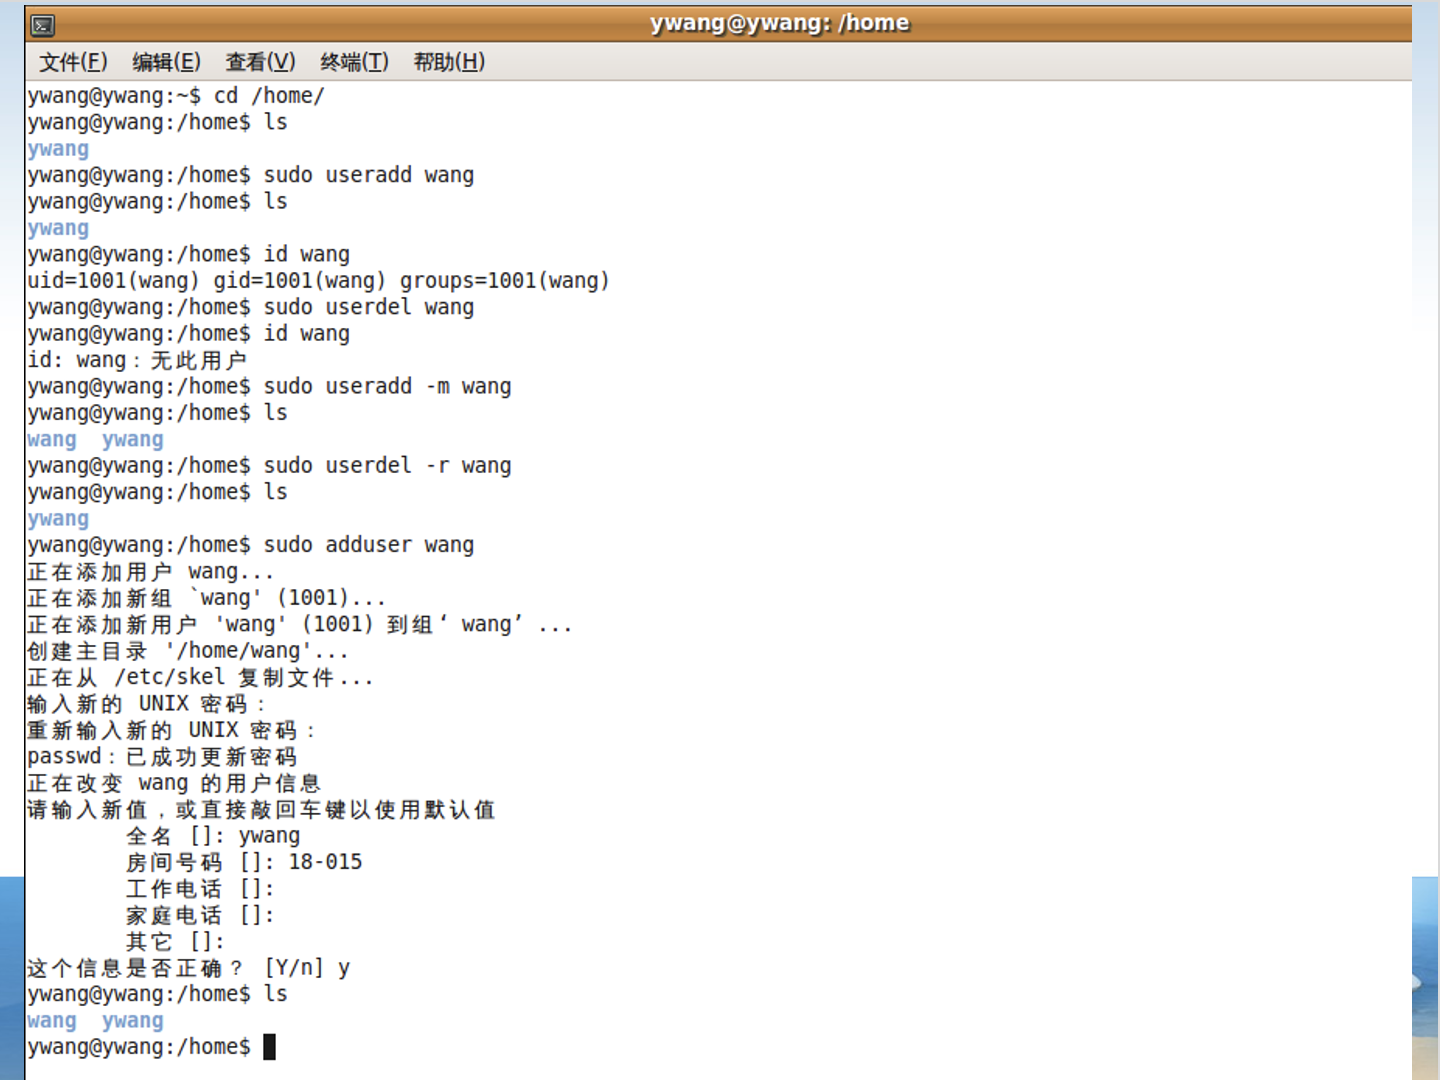 ywang@ywang: /home
文件(F) 编辑(E) 查看(V) 终端(T) 帮助(H)
ywang@ywang:~$ cd /home/
ywang@ywang:/home$ ls
ywang
ywang@ywang:/home$ sudo useradd wang
ywang@ywang:/home$ ls
ywang
ywang@ywang:/home$ id wang
uid=1001(wang) gid=1001(wang) groups=1001(wang)
ywang@ywang:/home$ sudo userdel wang
ywang@ywang:/home$ id wang
id: wang：无此用户
ywang@ywang:/home$ sudo useradd -m wang
ywang@ywang:/home$ ls
wang  ywang
ywang@ywang:/home$ sudo userdel -r wang
ywang@ywang:/home$ ls
ywang
ywang@ywang:/home$ sudo adduser wang
正在添加用户 wang...
正在添加新组 `wang' (1001)...
正在添加新用户 'wang' (1001) 到组‘ wang’ ...
创建主目录 '/home/wang'...
正在从 /etc/skel 复制文件...
输入新的 UNIX 密码：
重新输入新的 UNIX 密码：
passwd：已成功更新密码
正在改变 wang 的用户信息
请输入新值，或直接敲回车键以使用默认值
全名 []: ywang
房间号码 []: 18-015
工作电话 []:
家庭电话 []:
其它 []:
这个信息是否正确？ [Y/n] y
ywang@ywang:/home$ ls
wang  ywang
ywang@ywang:/home$